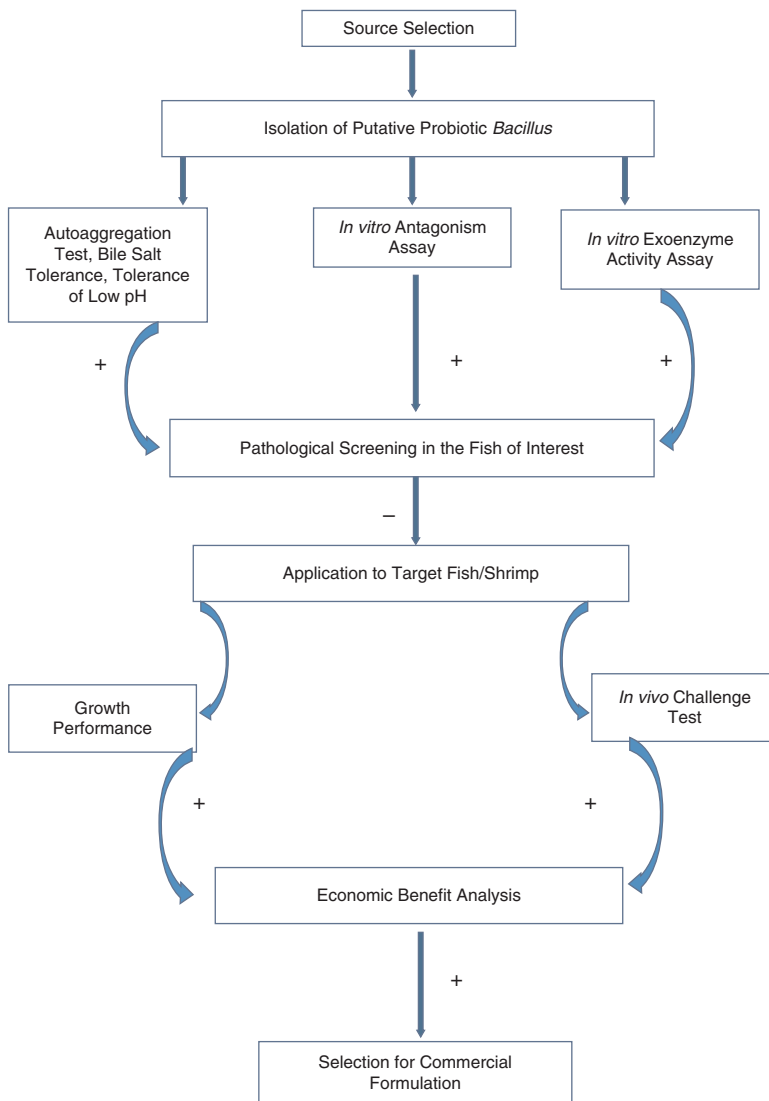 Source Selection
Isolation of Putative Probiotic Bacillus
Autoaggregation
Test, Bile Salt
Tolerance, Tolerance
of Low pH
In vitro Antagonism
Assay
In vitro Exoenzyme
Activity Assay
+
+
+
Pathological Screening in the Fish of Interest
–
Application to Target Fish/Shrimp
Growth
Performance
In vivo Challenge
Test
+
+
Economic Benefit Analysis
+
Selection for Commercial
Formulation